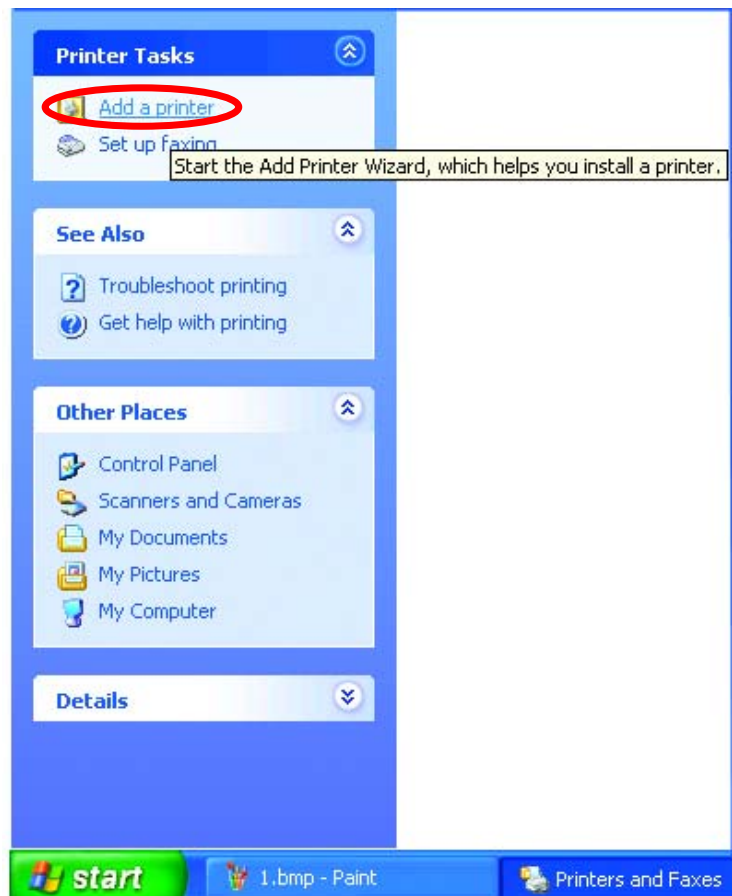 Printer Tasks
Add a printer
Set up faxing
Start the Add Printer Wizard, which helps you install a printer.
See Also
Troubleshoot printing
Get help with printing
Other Places
Control Panel
Scanners and Cameras
My Documents
My Pictures
My Computer
Details
start
1.bmp - Paint
Printers and Faxes